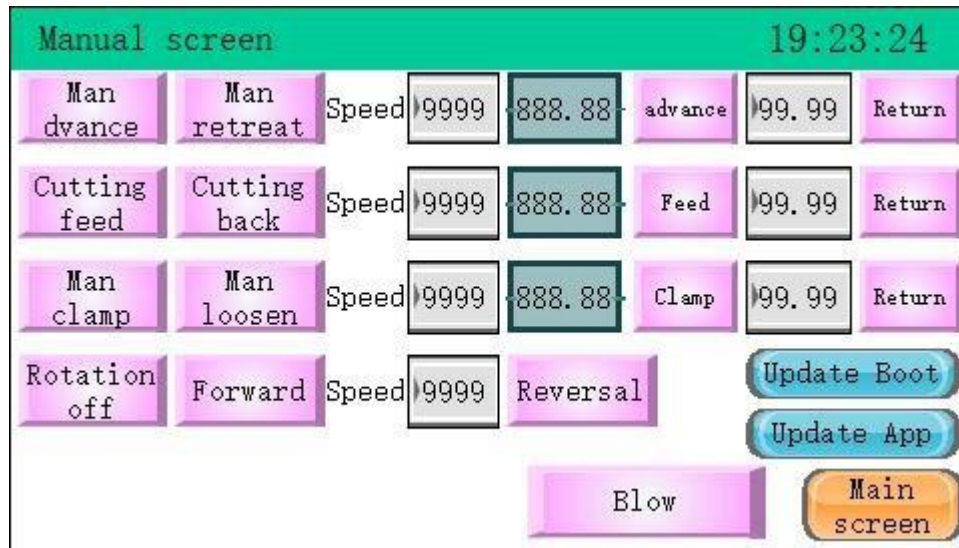 Manual screen 19:23:24
Man dvance Man retreat Speed 9999 888.88 advance 99.99 Return
Cutting feed Cutting back Speed 9999 888.88 Feed 99.99 Return
Man clamp Man loosen Speed 9999 888.88 Clamp 99.99 Return
Rotation off Forward Speed 9999 Reversal Update Boot
Update App
Blow Main screen